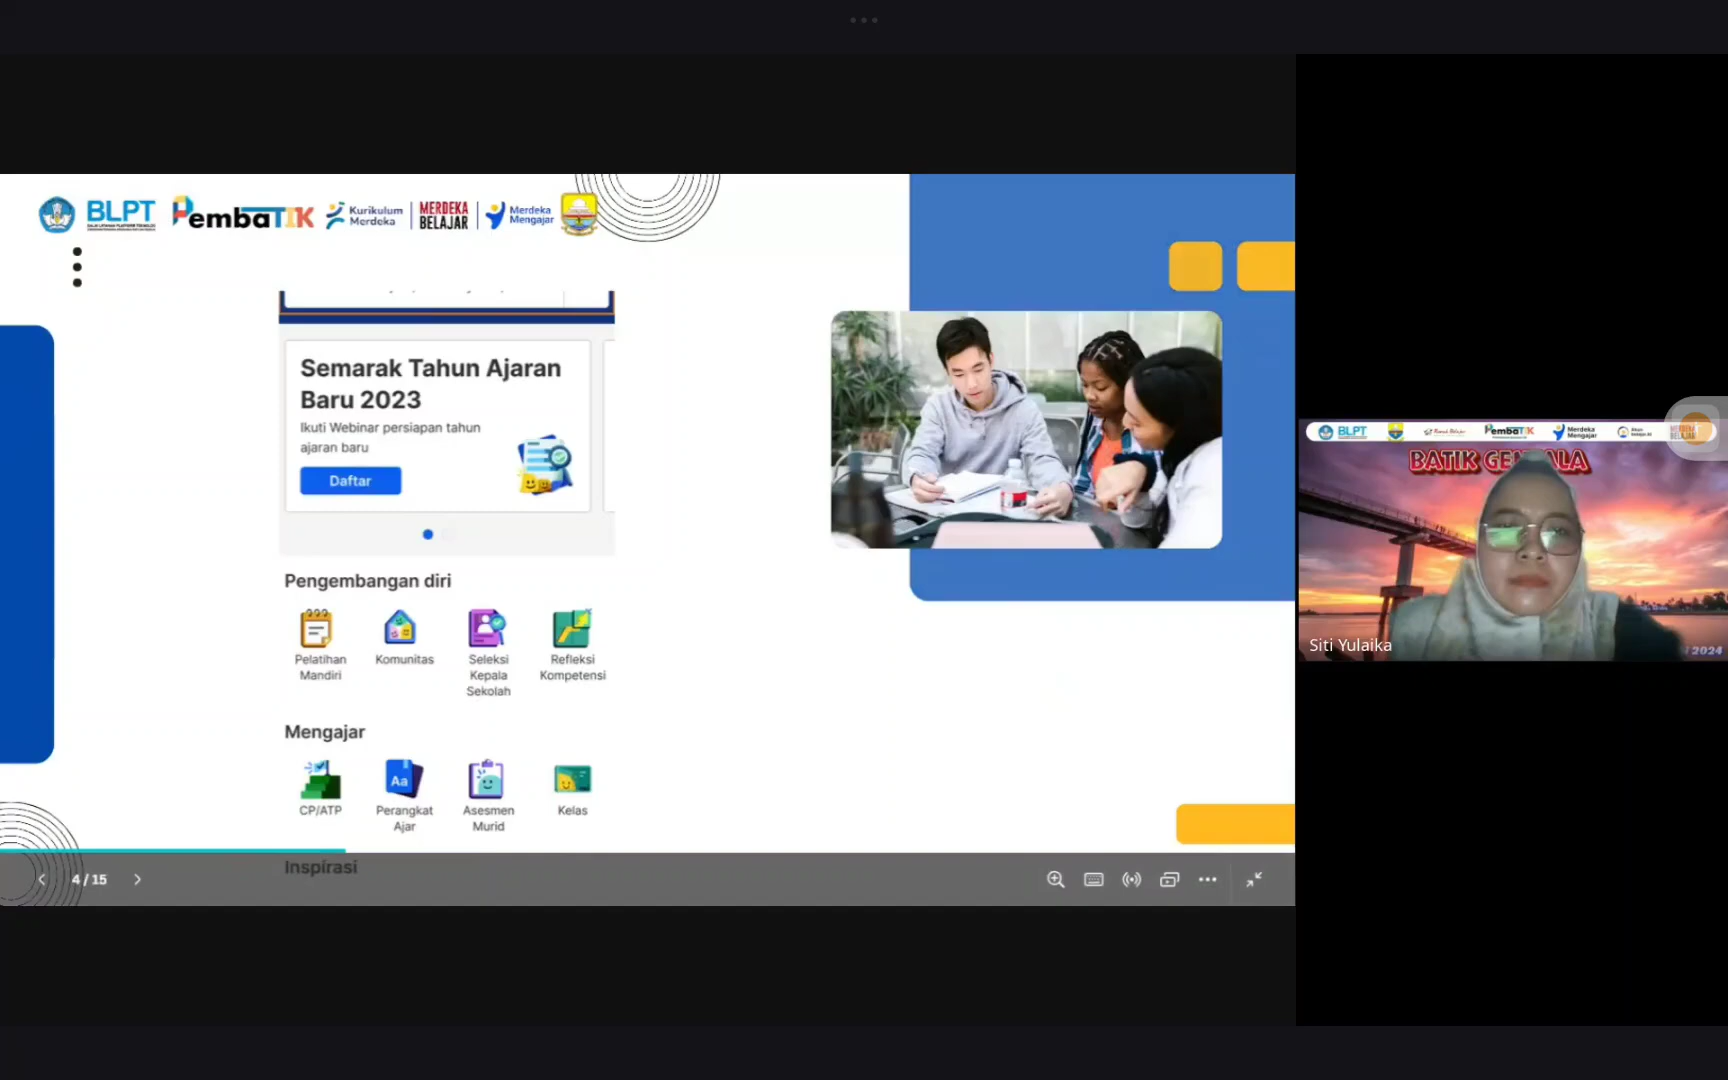 BLPT
PembaTIK
Kurikulum
Merdeka
MERDEKA
BELAJAR
Merdeka
Mengajar
Semarak Tahun Ajaran
Baru 2023
Ikuti Webinar persiapan tahun
ajaran baru
Daftar
Pengembangan diri
Pelatihan
Mandiri
Komunitas
Seleksi
Kepala
Sekolah
Refleksi
Kompetensi
Mengajar
CP/ATP
Aa
Perangkat
Ajar
Asesmen
Murid
Kelas
Inspirasi
4 / 15
BLPT
PembaTIK
Merdeka
Mengajar
BATIK
Siti Yulaika
2024